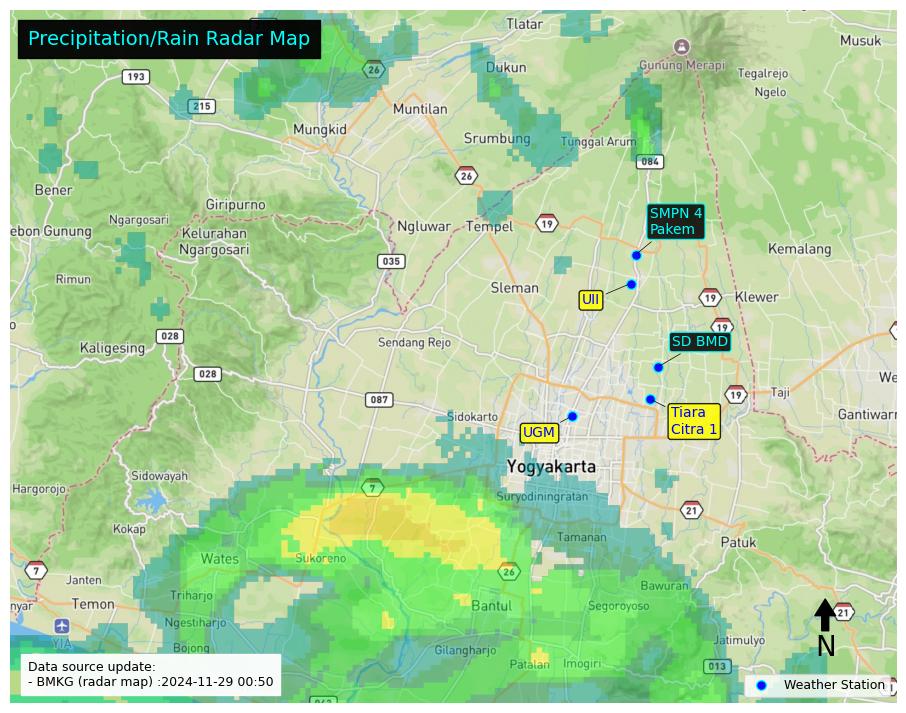 Precipitation/Rain Radar Map
Tlatar
Musuk
193
26
Dukun
Gunung Merapi
Tegalrejo
Ngelo
215
Muntilan
Mungkid
Srumbung
Tunggal Arum
084
26
Bener
Giripurno
SMPN 4
Pakem
Ngargosari
ebon Gunung
Kelurahan
Ngargosari
Ngluwar
Tempel
19
Kemalang
035
Rimun
Sleman
UII
19
Klewer
028
19
Kaligesing
Sendang Rejo
SD BMD
028
087
19
Taji
We
Sidokarto
Tiara
Citra 1
Gantiwarn
UGM
Yogyakarta
Sidowayah
Hargorojo
7
Suryodiningratan
21
Kokap
Tamanan
Patuk
Wates
Sukoreno
7
26
Janten
Bawuran
Triharjo
nyar
Temon
Bantul
Segoroyoso
21
Ngestiharjo
YIA
N
Jatimulyo
Bojong
Gilangharjo
Patalan
Imogiri
013
Data source update:
- BMKG (radar map) :2024-11-29 00:50
Weather Station